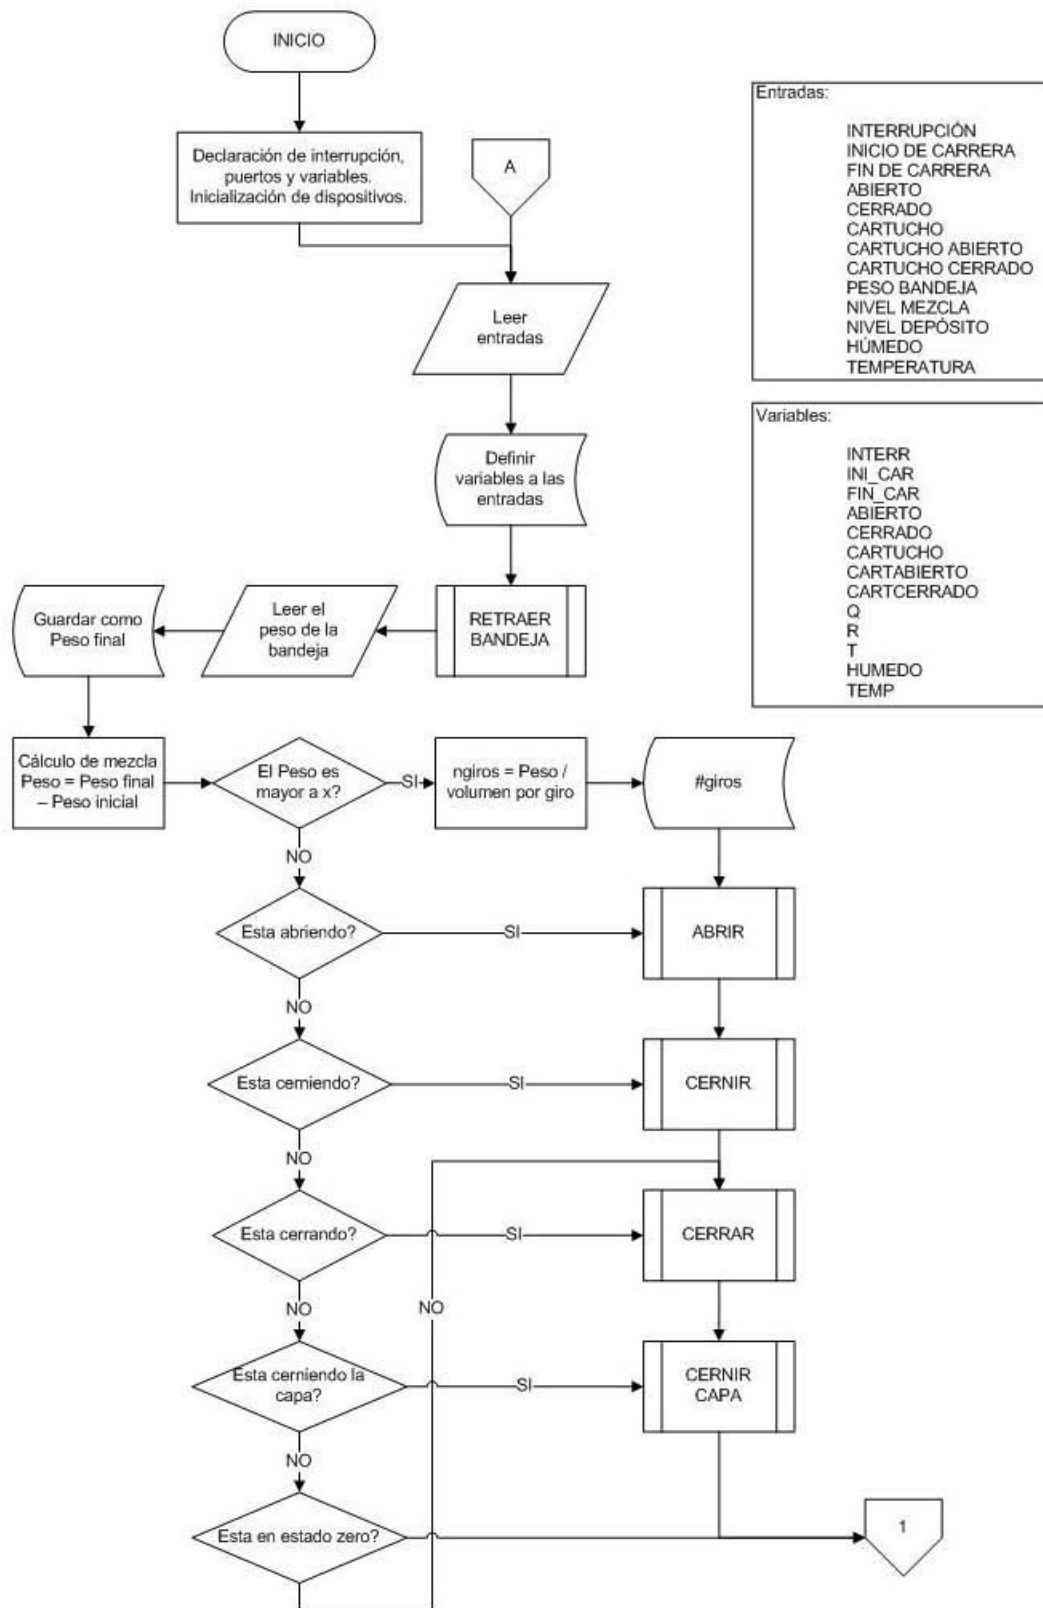 INICIO
Declaración de interrupción,
puertos y variables.
Inicialización de dispositivos.
A
Leer
entradas
Definir
variables a las
entradas
RETRAER
BANDEJA
Leer el
peso de la
bandeja
Guardar como
Peso final
Cálculo de mezcla
Peso = Peso final
– Peso inicial
El Peso es
mayor a x?
SI
ngiros = Peso /
volumen por giro
#giros
NO
Esta abriendo?
SI
ABRIR
NO
Esta cerniendo?
SI
CERNIR
NO
Esta cerrando?
SI
CERRAR
NO
NO
Esta cerniendo la
capa?
SI
CERNIR
CAPA
NO
Esta en estado zero?
1
Entradas:
INTERRUPCIÓN
INICIO DE CARRERA
FIN DE CARRERA
ABIERTO
CERRADO
CARTUCHO
CARTUCHO ABIERTO
CARTUCHO CERRADO
PESO BANDEJA
NIVEL MEZCLA
NIVEL DEPÓSITO
HÚMEDO
TEMPERATURA
Variables:
INTERR
INI_CAR
FIN_CAR
ABIERTO
CERRADO
CARTUCHO
CARTABIERTO
CARTCERRADO
Q
R
T
HUMEDO
TEMP